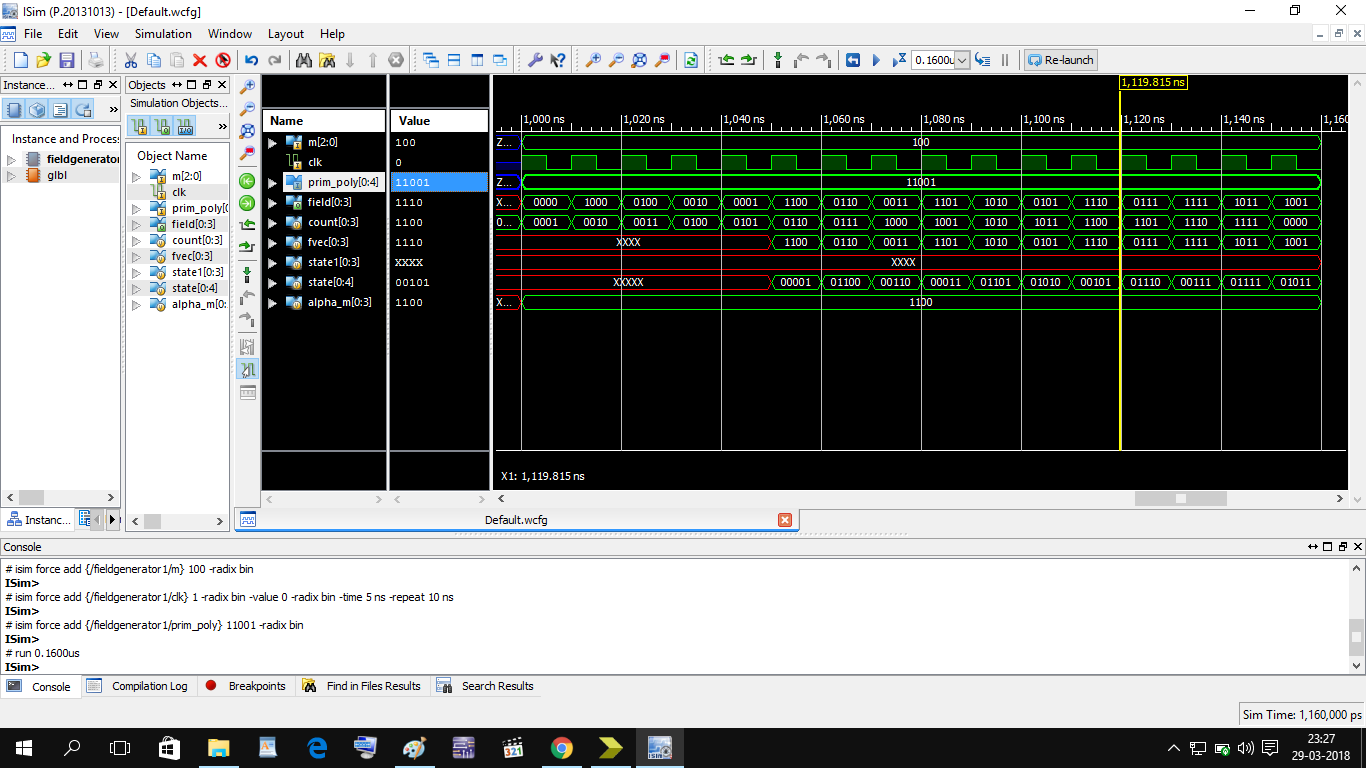 ISim (P.20131013) - [Default.wcfg]
File Edit View Simulation Window Layout Help
0.1600u
Re-launch
Instance...
Objects
Simulation Objects...
Instance and Process
fieldgenerator
glbl
Object Name
m[2:0]
clk
prim_poly[0
field[0:3]
count[0:3]
fvec[0:3]
state1[0:3]
state[0:4]
alpha_m[0:
Name Value
m[2:0] 100
clk 0
prim_poly[0:4] 11001
field[0:3] 1110
count[0:3] 1100
fvec[0:3] 1110
state1[0:3] XXXX
state[0:4] 00101
alpha_m[0:3] 1100
1,119.815 ns
1,000 ns 1,020 ns 1,040 ns 1,060 ns 1,080 ns 1,100 ns 1,120 ns 1,140 ns 1,160
Z... 100
Z... 11001
X... 0000 1000 0100 0010 0001 1100 0110 0011 1101 1010 0101 1110 0111 1111 1011 1001
0... 0001 0010 0011 0100 0101 0110 0111 1000 1001 1010 1011 1100 1101 1110 1111 0000
XXXX 1100 0110 0011 1101 1010 0101 1110 0111 1111 1011 1001
XXXX
XXXXX 00001 01100 00110 00011 01101 01010 00101 01110 00111 01111 01011
X... 1100
X1: 1,119.815 ns
Instanc...
Default.wcfg
Console
# isim force add {/fieldgenerator1/m} 100 -radix bin
ISim>
# isim force add {/fieldgenerator1/clk} 1 -radix bin -value 0 -radix bin -time 5 ns -repeat 10 ns
ISim>
# isim force add {/fieldgenerator1/prim_poly} 11001 -radix bin
ISim>
# run 0.1600us
ISim>
Console Compilation Log Breakpoints Find in Files Results Search Results
Sim Time: 1,160,000 ps
321
ISim
23:27
29-03-2018